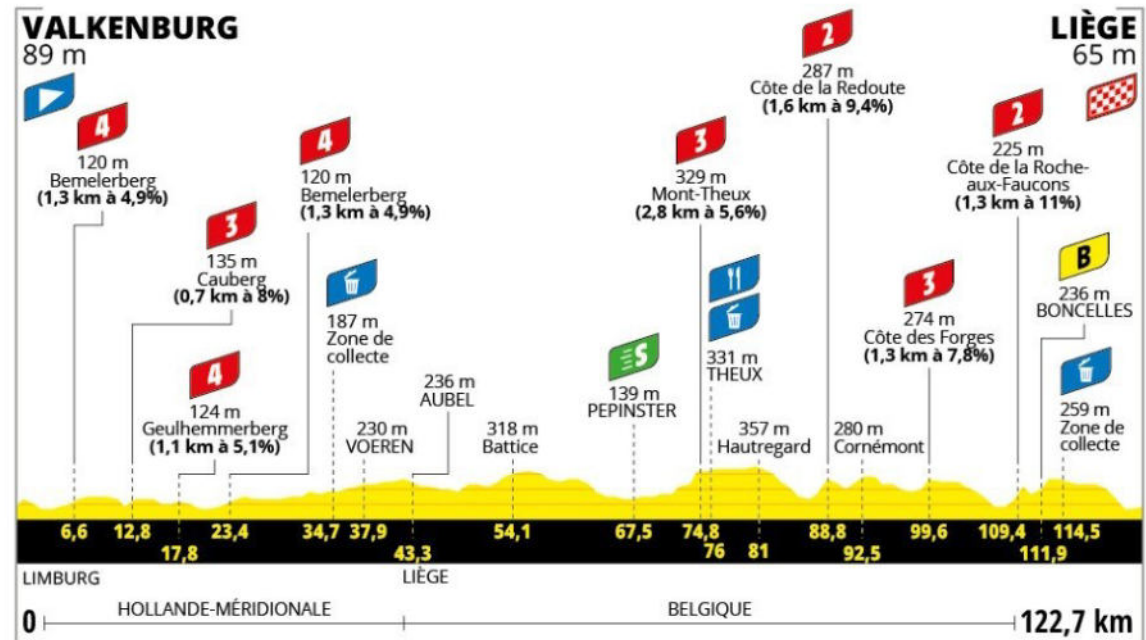 VALKENBURG
89 m
LIÈGE
65 m
4
120 m
Bemelerberg
(1,3 km à 4,9%)
3
135 m
Cauberg
(0,7 km à 8%)
4
124 m
Geulhemmerberg
(1,1 km à 5,1%)
4
120 m
Bemelerberg
(1,3 km à 4,9%)
187 m
Zone de
collecte
230 m
VOEREN
236 m
AUBEL
318 m
Battice
S
139 m
PEPINSTER
3
329 m
Mont-Theux
(2,8 km à 5,6%)
331 m
THEUX
357 m
Hautregard
2
287 m
Côte de la Redoute
(1,6 km à 9,4%)
280 m
Cornémont
3
274 m
Côte des Forges
(1,3 km à 7,8%)
2
225 m
Côte de la Roche-
aux-Faucons
(1,3 km à 11%)
B
236 m
BONCELLES
259 m
Zone de
collecte
6,6 12,8 23,4 34,7 37,9 54,1 67,5 74,8 81 88,8 99,6 109,4 114,5
17,8 43,3 76 92,5 111,9
LIMBURG LIÈGE
HOLLANDE-MÉRIDIONALE BELGIQUE
0 122,7 km